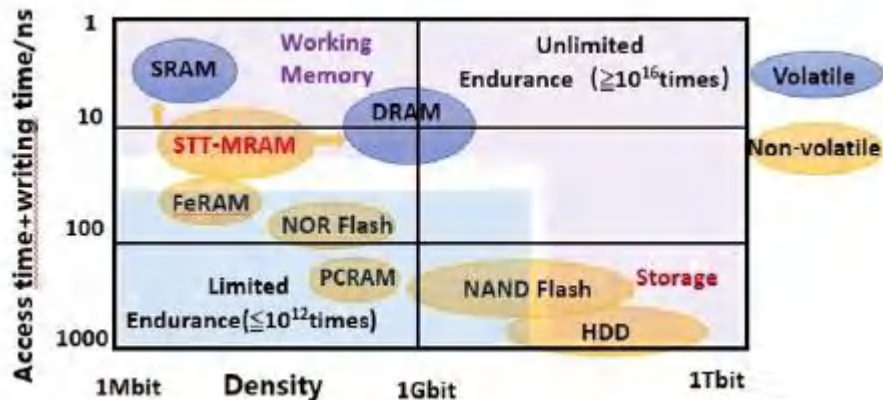 Access time+writing time/ns
1
10
100
1000
Working
Memory
Unlimited
Endurance (≧10¹⁶times)
SRAM
DRAM
STT-MRAM
FeRAM
NOR Flash
PCRAM
Limited
Endurance(≦10¹²times)
NAND Flash
Storage
HDD
Volatile
Non-volatile
1Mbit
Density
1Gbit
1Tbit